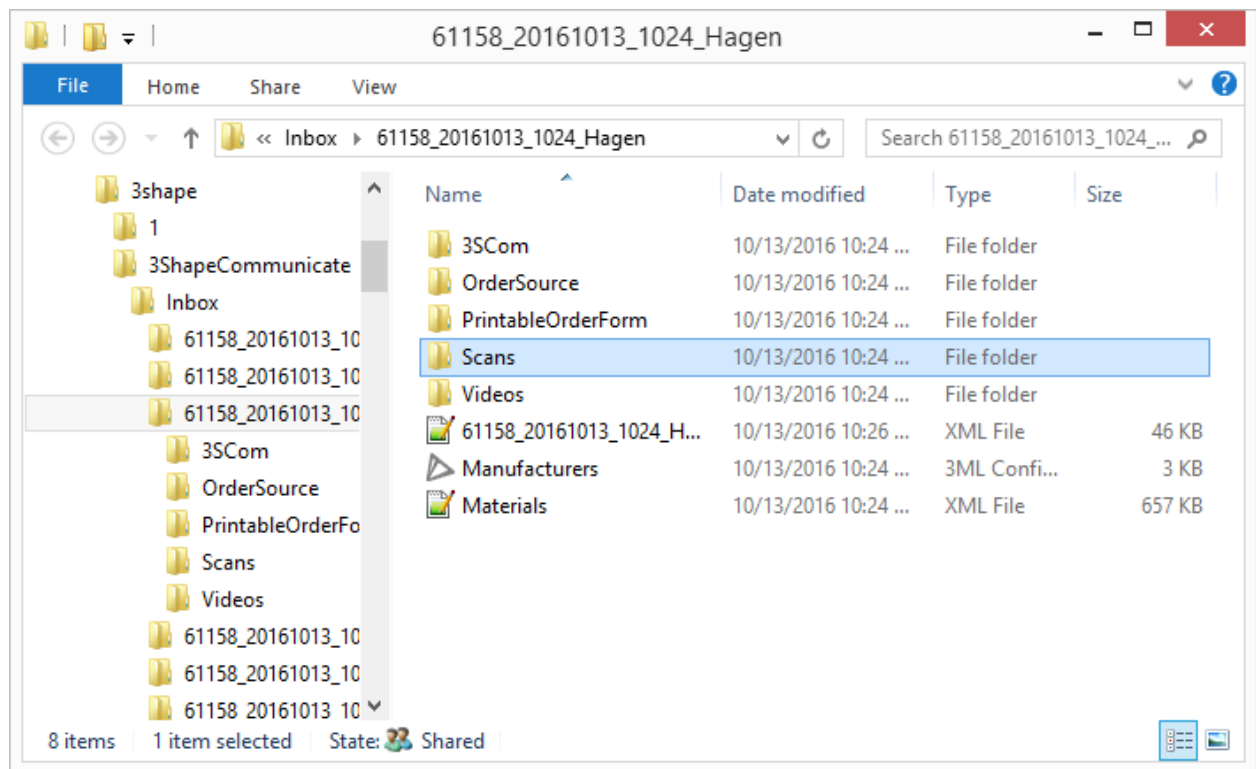 61158_20161013_1024_Hagen
File Home Share View
« Inbox 61158_20161013_1024_Hagen Search 61158_20161013_1024_...
3shape
1
3ShapeCommunicate
Inbox
61158_20161013_10
61158_20161013_10
61158_20161013_10
3SCom
OrderSource
PrintableOrderFo
Scans
Videos
61158_20161013_10
61158_20161013_10
61158_20161013_10
Name Date modified Type Size
3SCom 10/13/2016 10:24 ... File folder
OrderSource 10/13/2016 10:24 ... File folder
PrintableOrderForm 10/13/2016 10:24 ... File folder
Scans 10/13/2016 10:24 ... File folder
Videos 10/13/2016 10:24 ... File folder
61158_20161013_1024_H... 10/13/2016 10:26 ... XML File 46 KB
Manufacturers 10/13/2016 10:24 ... 3ML Confi... 3 KB
Materials 10/13/2016 10:24 ... XML File 657 KB
8 items 1 item selected State: Shared